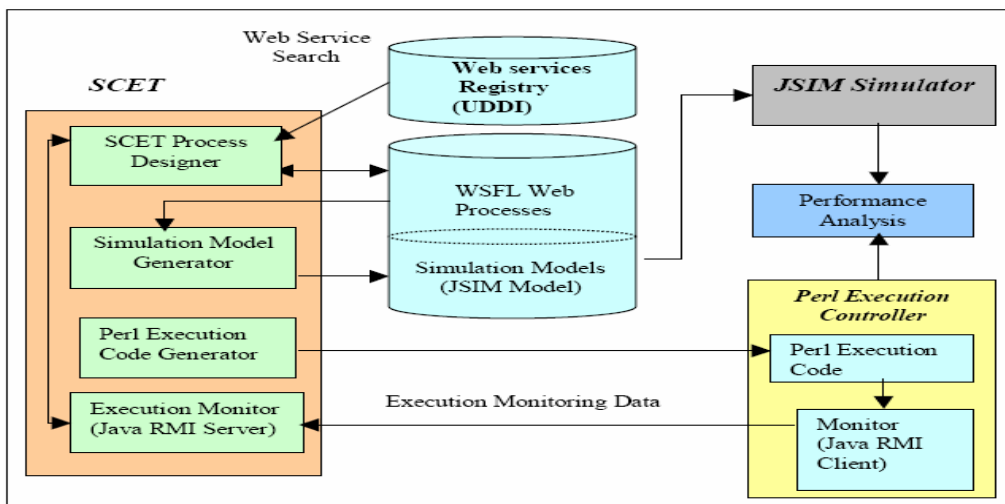 Web Service
Search
SCET
Web services
Registry
(UDDI)
JSIM Simulator
SCET Process
Designer
WSFL Web
Processes
Performance
Analysis
Simulation Model
Generator
Simulation Models
(JSIM Model)
Perl Execution
Controller
Perl Execution
Code Generator
Perl Execution
Code
Execution Monitor
(Java RMI Server)
Execution Monitoring Data
Monitor
(Java RMI
Client)